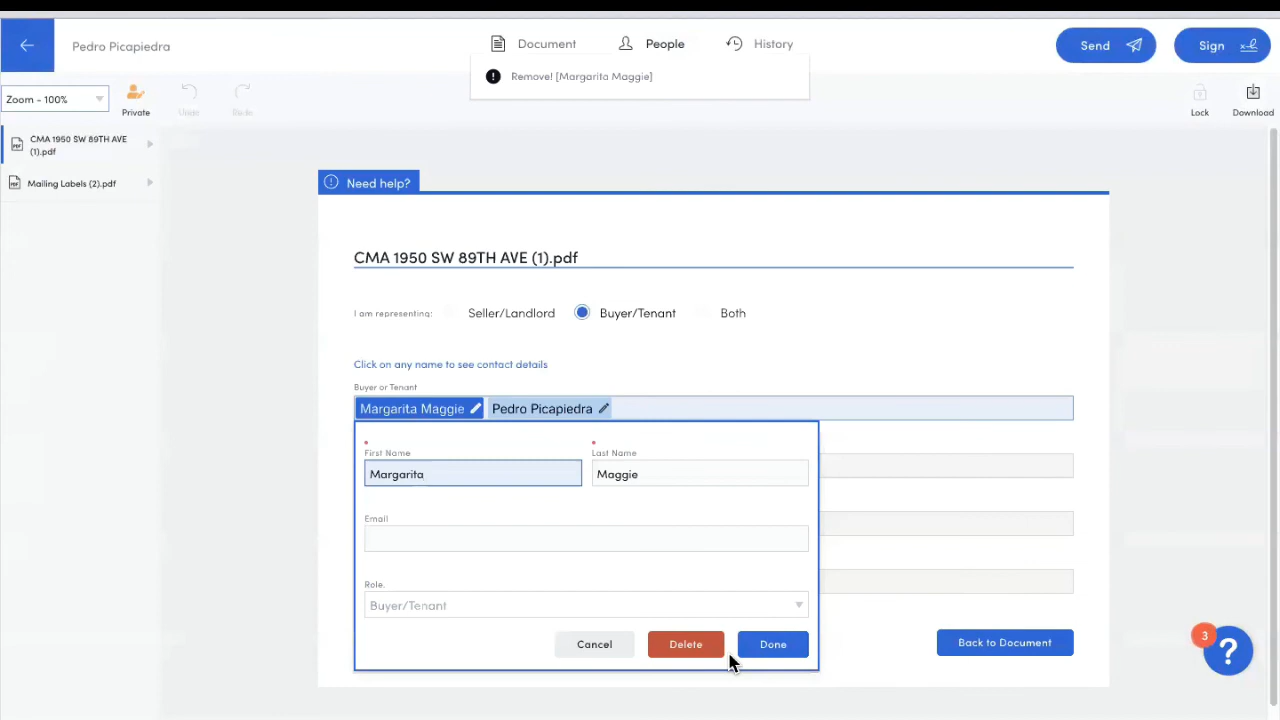 Pedro Picapiedra
Document
People
History
Send
Sign
Remove! [Margarita Maggie]
Zoom - 100%
Private
Undo
Redo
Lock
Download
CMA 1950 SW 89TH AVE
(1).pdf
Mailing Labels (2).pdf
Need help?
CMA 1950 SW 89TH AVE (1).pdf
I am representing:
Seller/Landlord
Buyer/Tenant
Both
Click on any name to see contact details
Buyer or Tenant
Margarita Maggie
Pedro Picapiedra
* First Name
* Last Name
Margarita
Maggie
Email
Role.
Buyer/Tenant
Cancel
Delete
Done
Back to Document
3
?